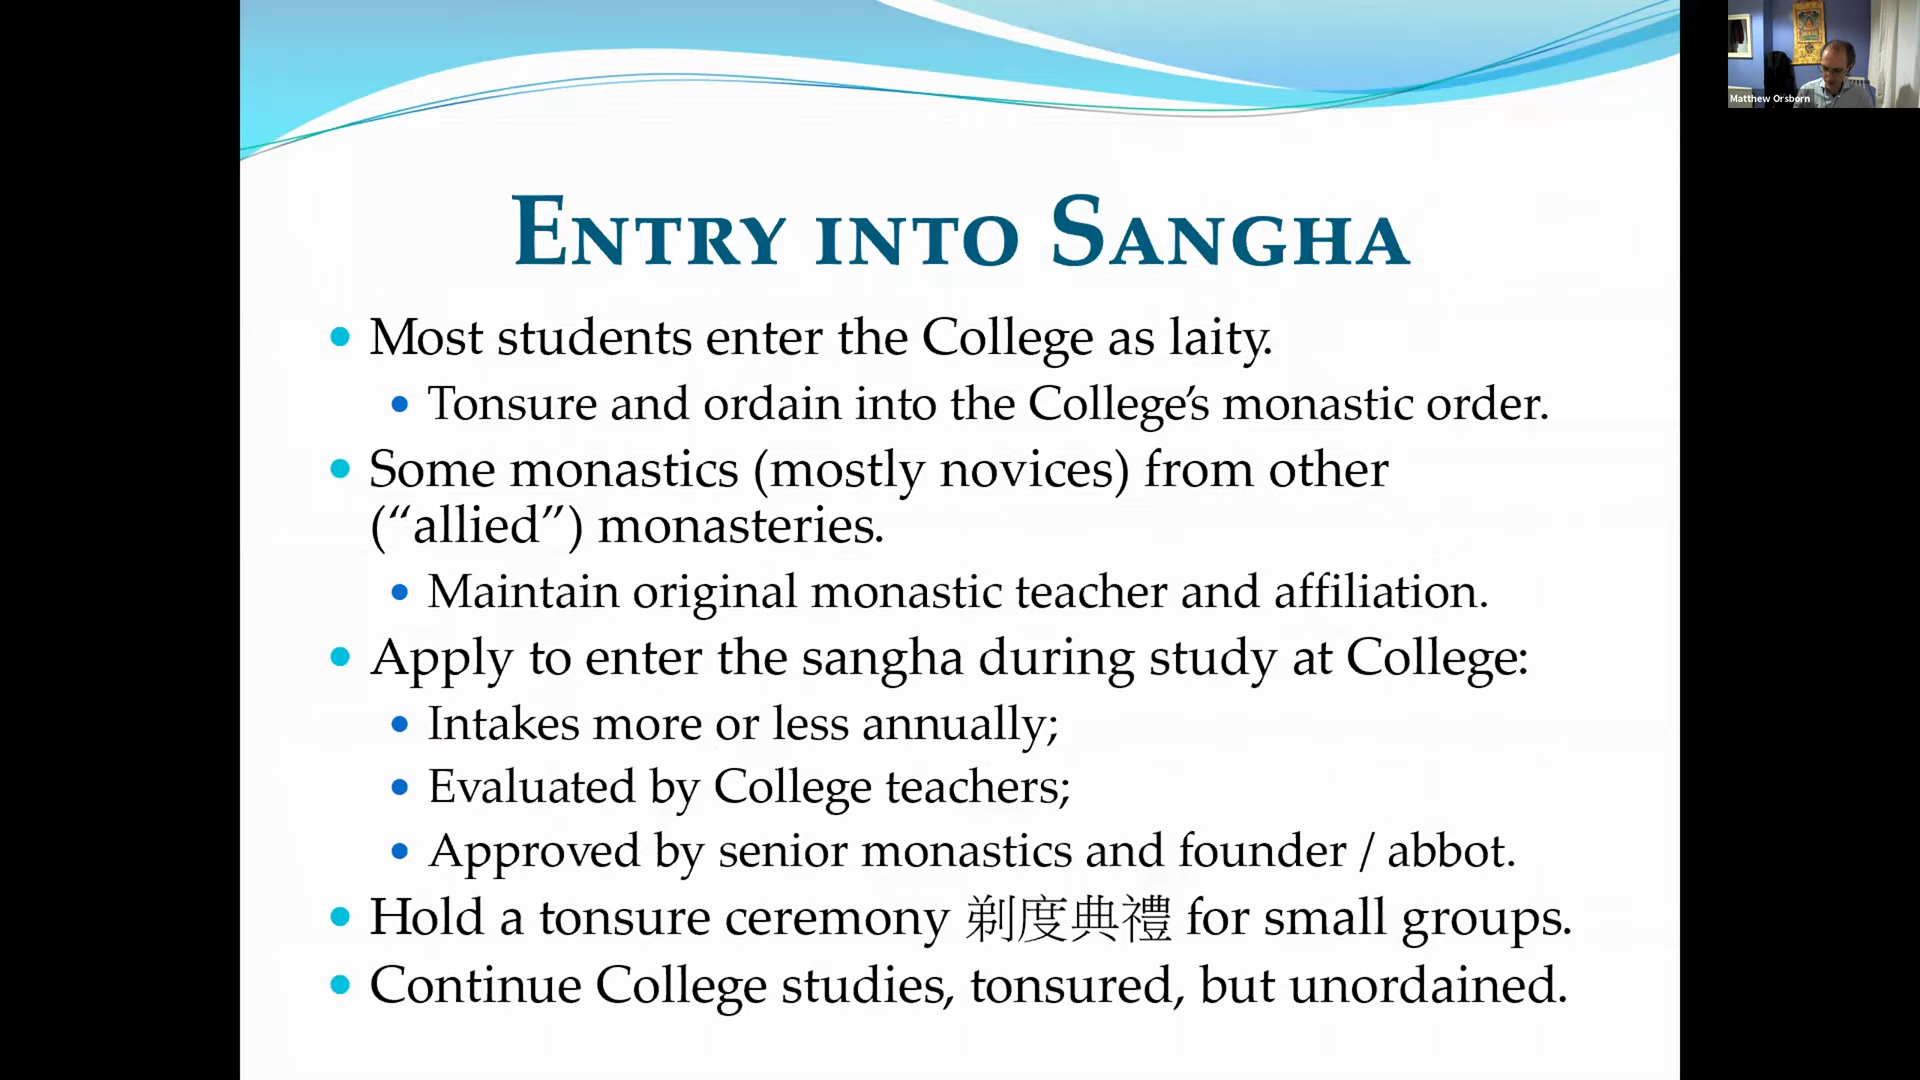 Entry into Sangha
• Most students enter the College as laity.
• Tonsure and ordain into the College’s monastic order.
• Some monastics (mostly novices) from other
(“allied”) monasteries.
• Maintain original monastic teacher and affiliation.
• Apply to enter the sangha during study at College:
• Intakes more or less annually;
• Evaluated by College teachers;
• Approved by senior monastics and founder / abbot.
• Hold a tonsure ceremony 剃度典禮 for small groups.
• Continue College studies, tonsured, but unordained.
Matthew Orsborn